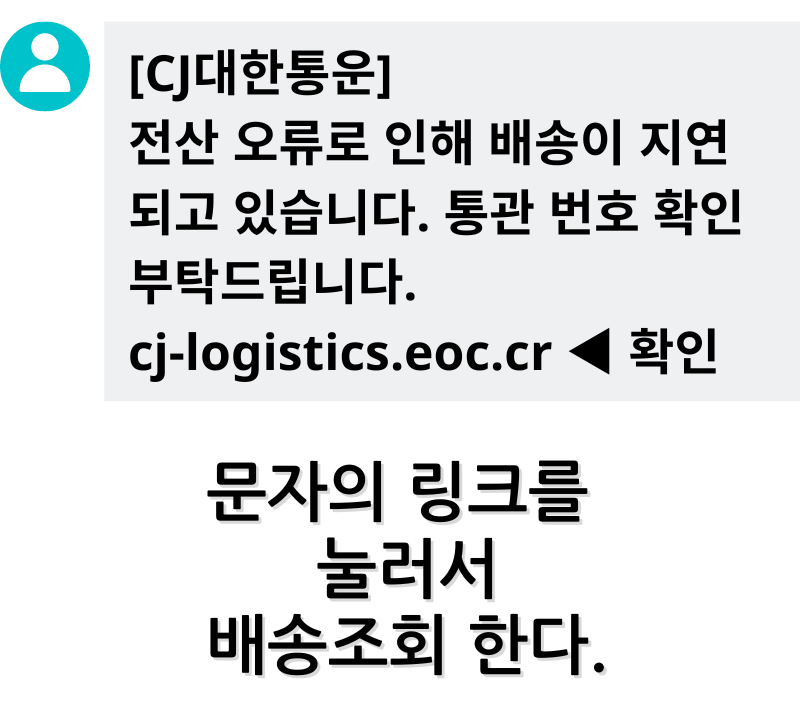 [CJ대한통운]
전산 오류로 인해 배송이 지연
되고 있습니다. 통관 번호 확인
부탁드립니다.
cj-logistics.eoc.cr ◀ 확인
문자의 링크를
눌러서
배송조회 한다.